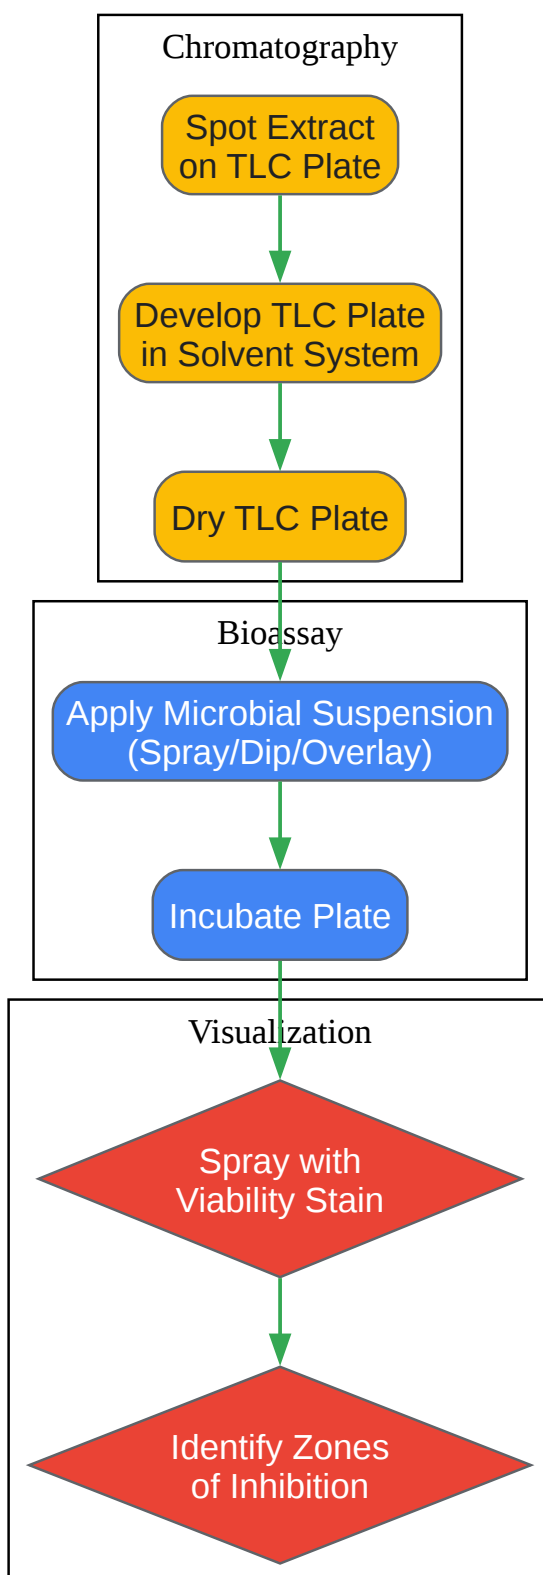 Chromatography
Spot Extract
on TLC Plate
Develop TLC Plate
in Solvent System
Dry TLC Plate
Bioassay
Apply Microbial Suspension
(Spray/Dip/Overlay)
Incubate Plate
Visualization
Spray with
Viability Stain
Identify Zones
of Inhibition